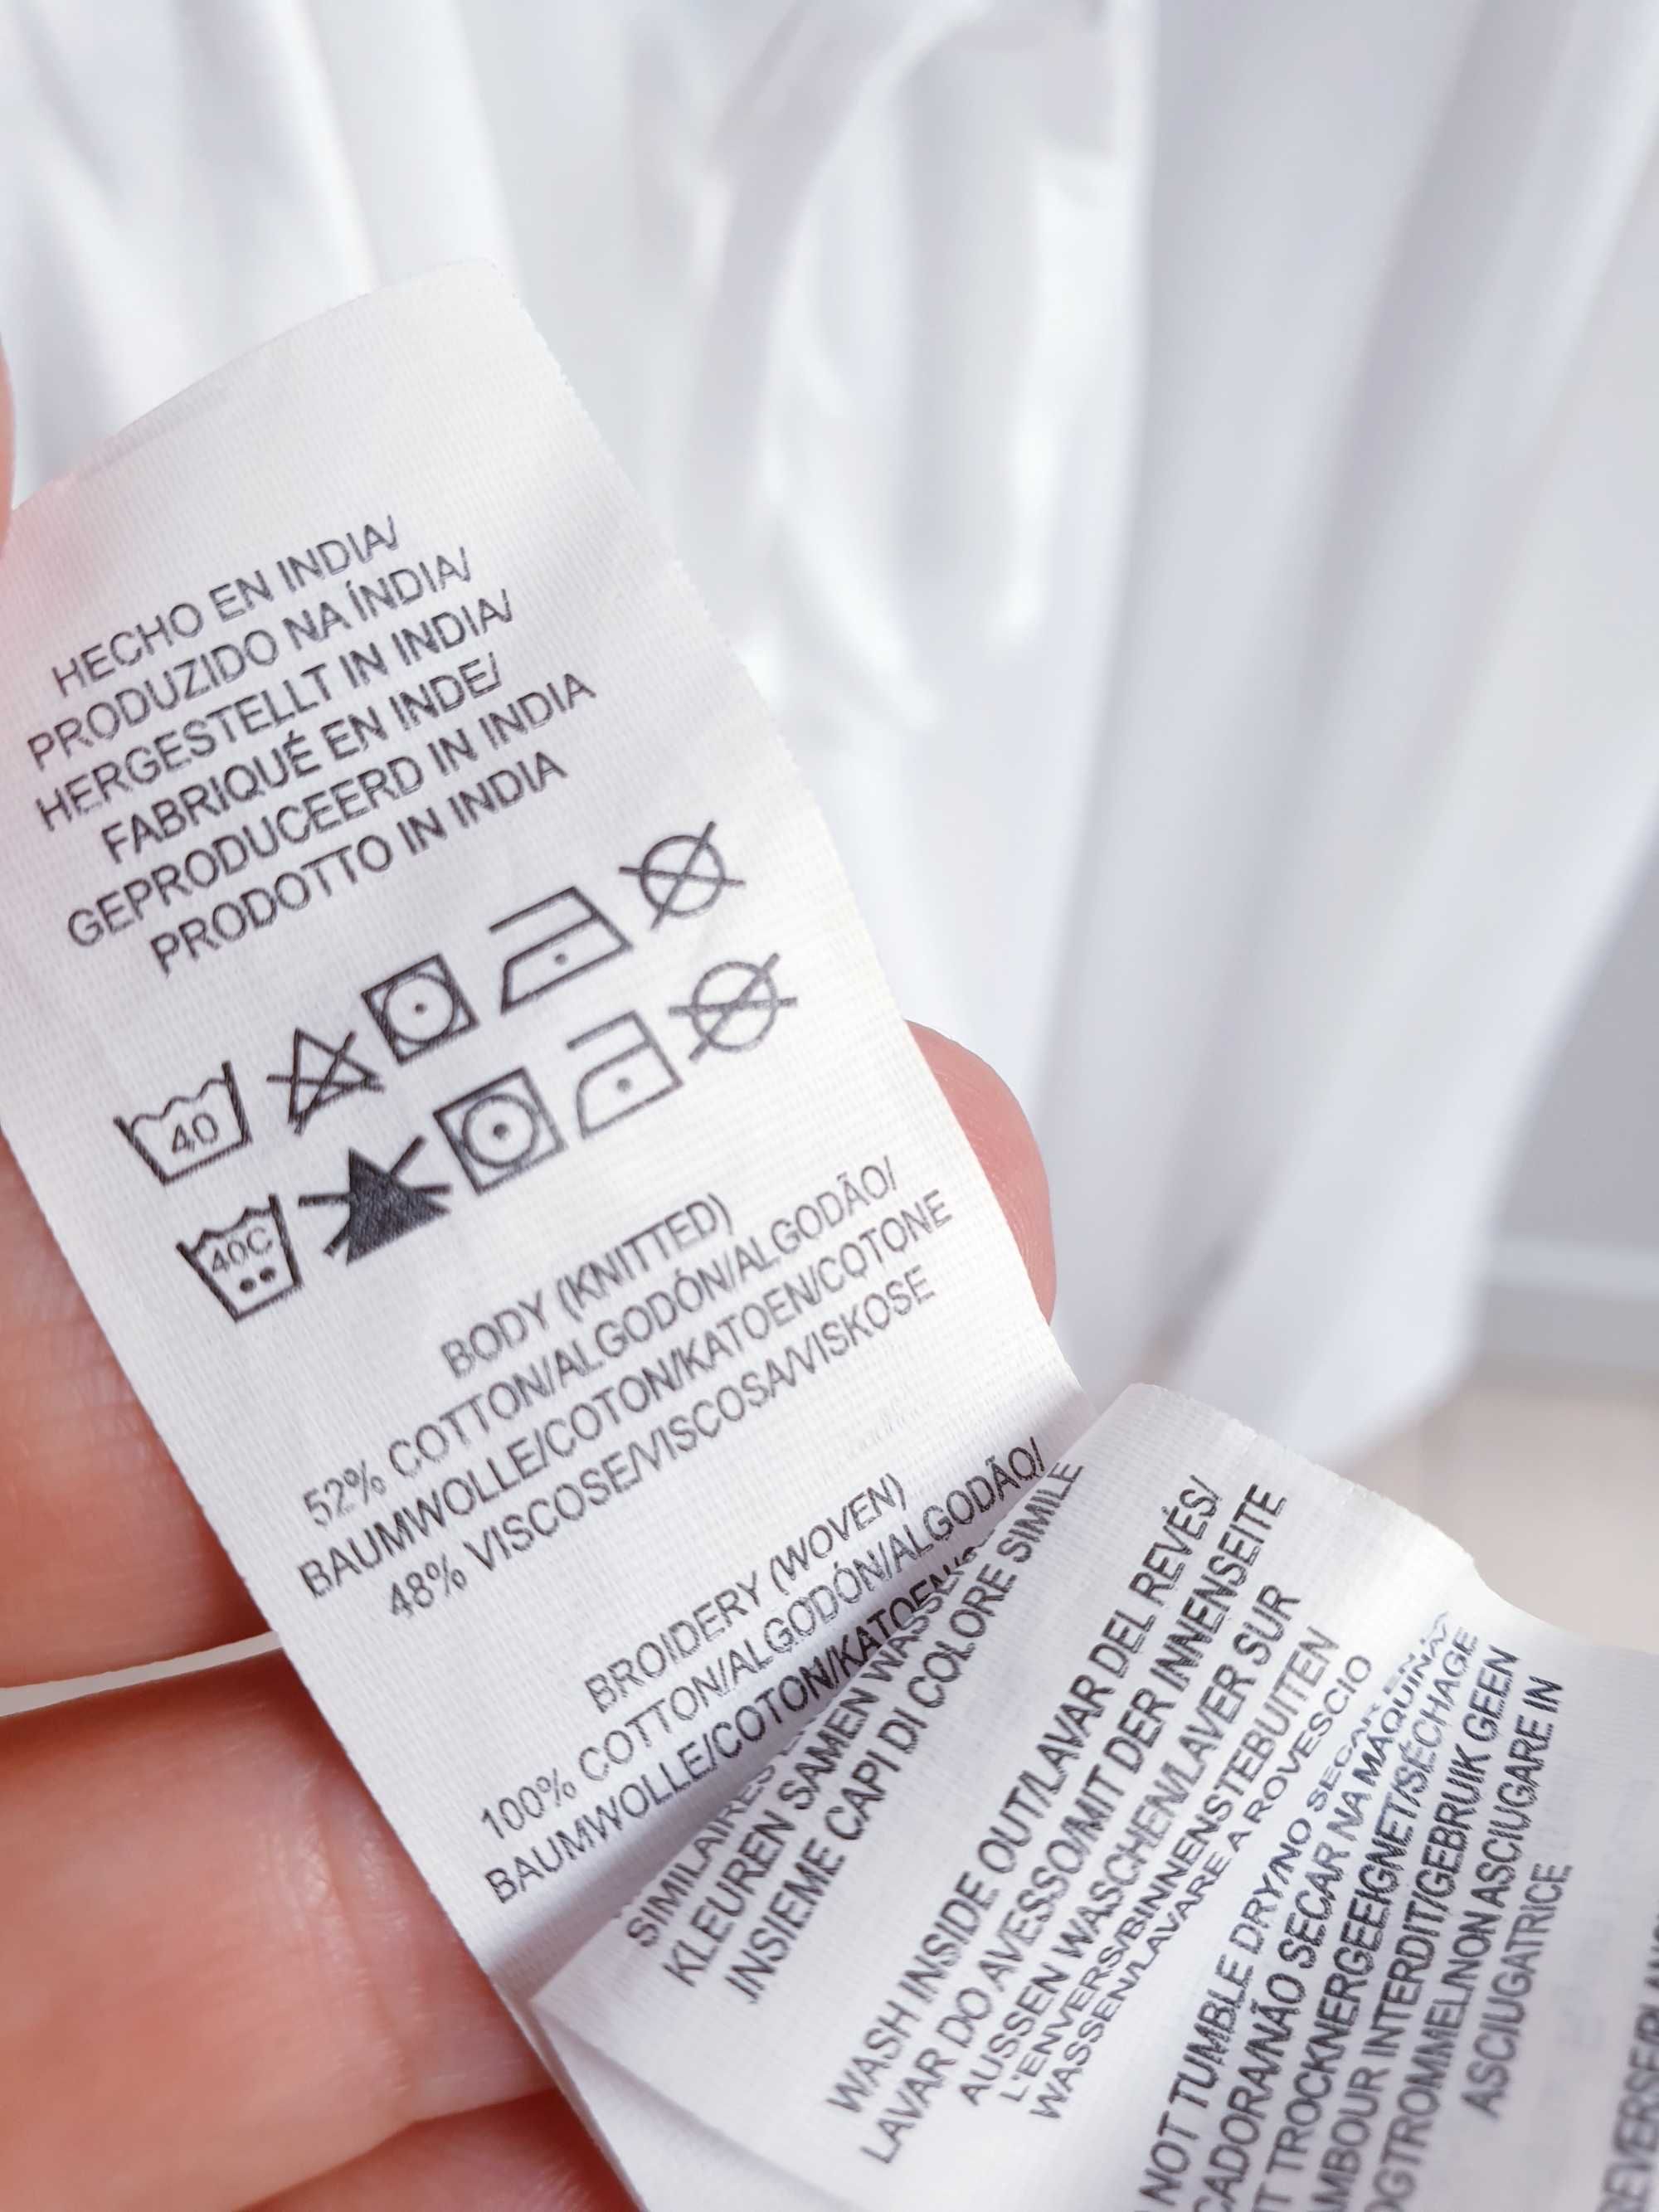 HECHO EN INDIA/
PRODUZIDO NA ÍNDIA/
HERGESTELLT IN INDIA/
FABRIQUÉ EN INDE/
GEPRODUCEERD IN INDIA
PRODOTTO IN INDIA
40
40C
BODY (KNITTED)
52% COTTON/ALGODÓN/ALGODÃO/
BAUMWOLLE/COTON/KATOEN/COTONE
48% VISCOSE/VISCOSA/VISKOSE
BROIDERY (WOVEN)
100% COTTON/ALGODÓN/ALGODÃO/
BAUMWOLLE/COTON/KATOEN/
SIMILAIRES
KLEUREN SAMEN WASSEN/
INSIEME CAPI DI COLORE SIMILE
WASH INSIDE OUT/LAVAR DEL REVÉS/
LAVAR DO AVESSO/MIT DER INNENSEITE
AUSSEN WASCHEN/LAVER SUR
L'ENVERS/BINNENSTEBUITEN
WASSEN/LAVARE A ROVESCIO
NOT TUMBLE DRY/NO SECAR EN
CADORA/NÃO SECAR NA MÁQUINA/
TROCKNERGEEIGNET/SÉCHAGE
INTERDIT/GEBRUIK GEEN
OGTROMMEL/NON ASCIUGARE IN
ASCIUGATRICE